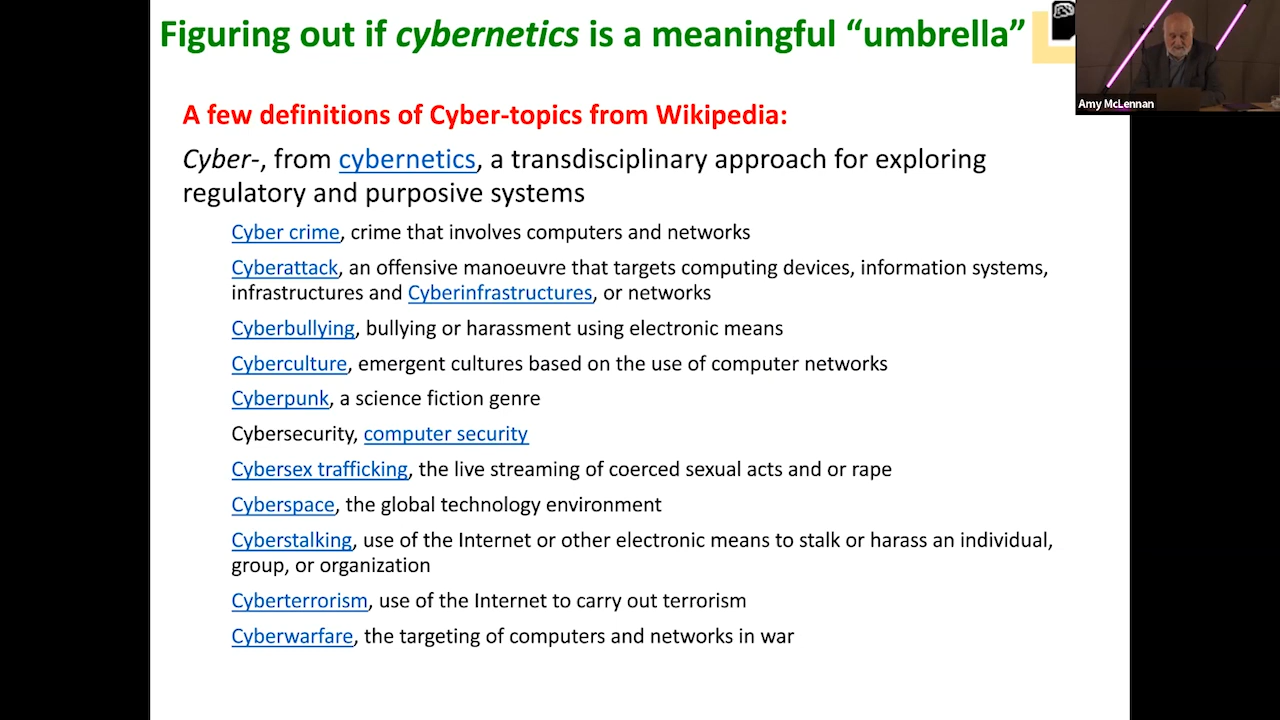 Figuring out if cybernetics is a meaningful “umbrella”
Amy McLennan
A few definitions of Cyber-topics from Wikipedia:
Cyber-, from cybernetics, a transdisciplinary approach for exploring
regulatory and purposive systems
Cyber crime, crime that involves computers and networks
Cyberattack, an offensive manoeuvre that targets computing devices, information systems,
infrastructures and Cyberinfrastructures, or networks
Cyberbullying, bullying or harassment using electronic means
Cyberculture, emergent cultures based on the use of computer networks
Cyberpunk, a science fiction genre
Cybersecurity, computer security
Cybersex trafficking, the live streaming of coerced sexual acts and or rape
Cyberspace, the global technology environment
Cyberstalking, use of the Internet or other electronic means to stalk or harass an individual,
group, or organization
Cyberterrorism, use of the Internet to carry out terrorism
Cyberwarfare, the targeting of computers and networks in war